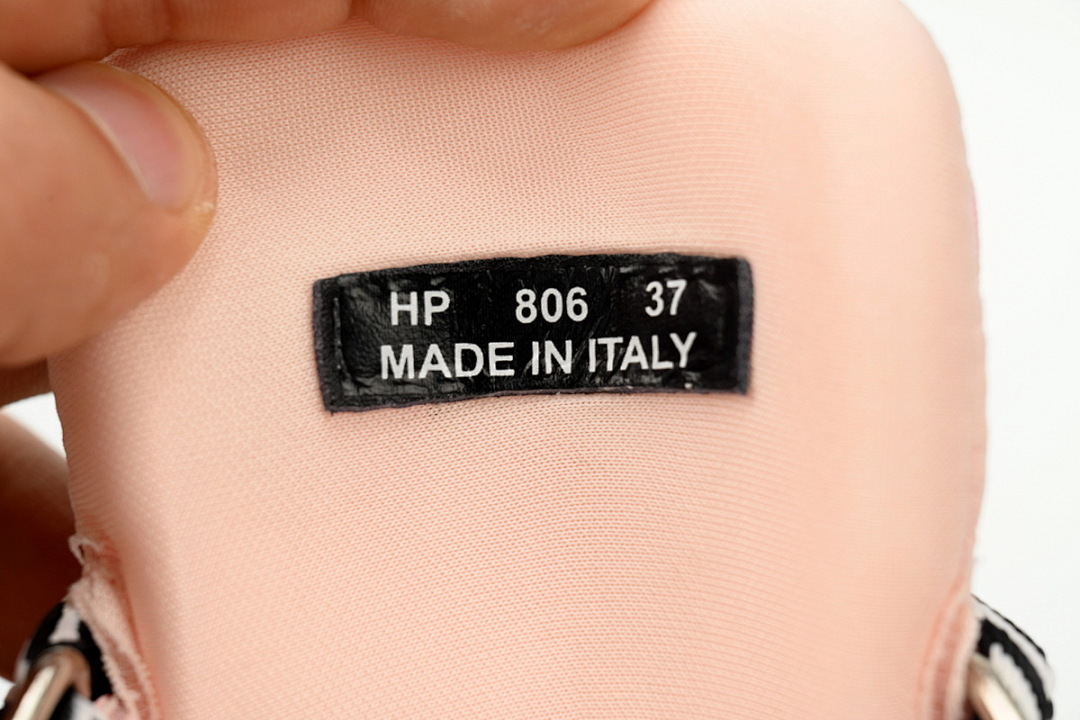 HP 806 37
MADE IN ITALY